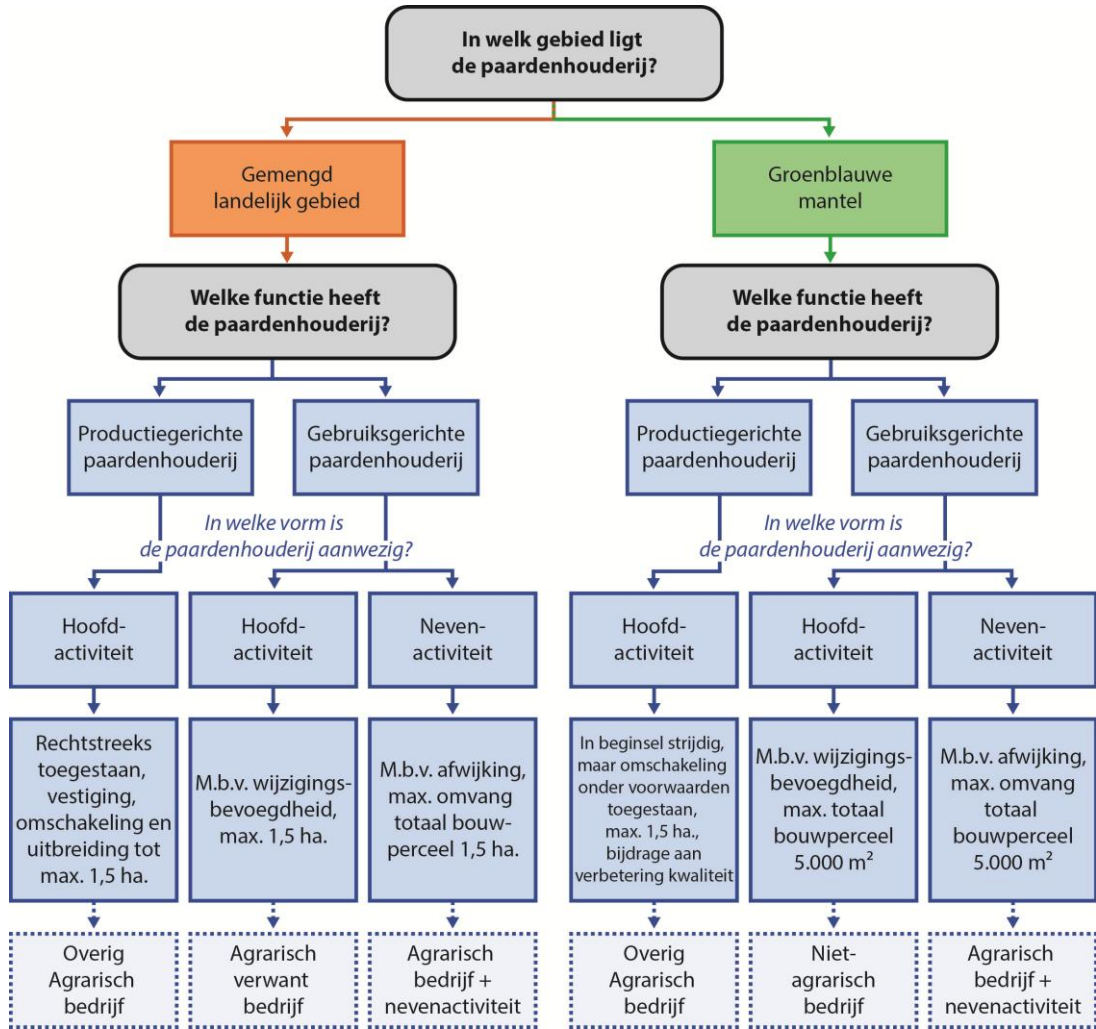 In welk gebied ligt
de paardenhouderij?
Gemengd
landelijk gebied
Groenblauwe
mantel
Welke functie heeft
de paardenhouderij?
Welke functie heeft
de paardenhouderij?
Productiegerichte
paardenhouderij
Gebruiksgerichte
paardenhouderij
Productiegerichte
paardenhouderij
Gebruiksgerichte
paardenhouderij
In welke vorm is
de paardenhouderij aanwezig?
In welke vorm is
de paardenhouderij aanwezig?
Hoofd-
activiteit
Hoofd-
activiteit
Neven-
activiteit
Hoofd-
activiteit
Hoofd-
activiteit
Neven-
activiteit
Rechtstreeks
toegestaan,
vestiging,
omschakeling en
uitbreiding tot
max. 1,5 ha.
M.b.v. wijzigings-
bevoegdheid,
max. 1,5 ha.
M.b.v. afwijking,
max. omvang
totaal bouw-
perceel 1,5 ha.
In beginsel strijdig,
maar omschakeling
onder voorwaarden
toegestaan,
max. 1,5 ha.,
bijdrage aan
verbetering kwaliteit
M.b.v. wijzigings-
bevoegdheid,
max. totaal
bouwperceel
5.000 m²
M.b.v. afwijking,
max. omvang
totaal
bouwperceel
5.000 m²
Overig
Agrarisch
bedrijf
Agrarisch
verwant
bedrijf
Agrarisch
bedrijf +
nevenactiviteit
Overig
Agrarisch
bedrijf
Niet-
agrarisch
bedrijf
Agrarisch
bedrijf +
nevenactiviteit